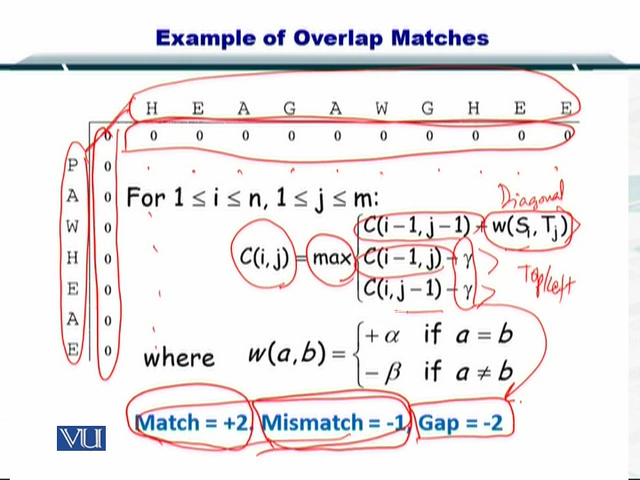 Example of Overlap Matches
H E A G A W G H E E
0 0 0 0 0 0 0 0 0 0 0
P 0
A 0
W 0
H 0
E 0
A 0
E 0
For 1 ≤ i ≤ n, 1 ≤ j ≤ m:
Diagonal
C(i−1, j−1) + w(Si, Tj)
C(i, j) = max C(i−1, j) − γ
C(i, j−1) − γ
Top/Left
where w(a,b) = +α if a = b
−β if a ≠ b
Match = +2, Mismatch = -1, Gap = -2
VU